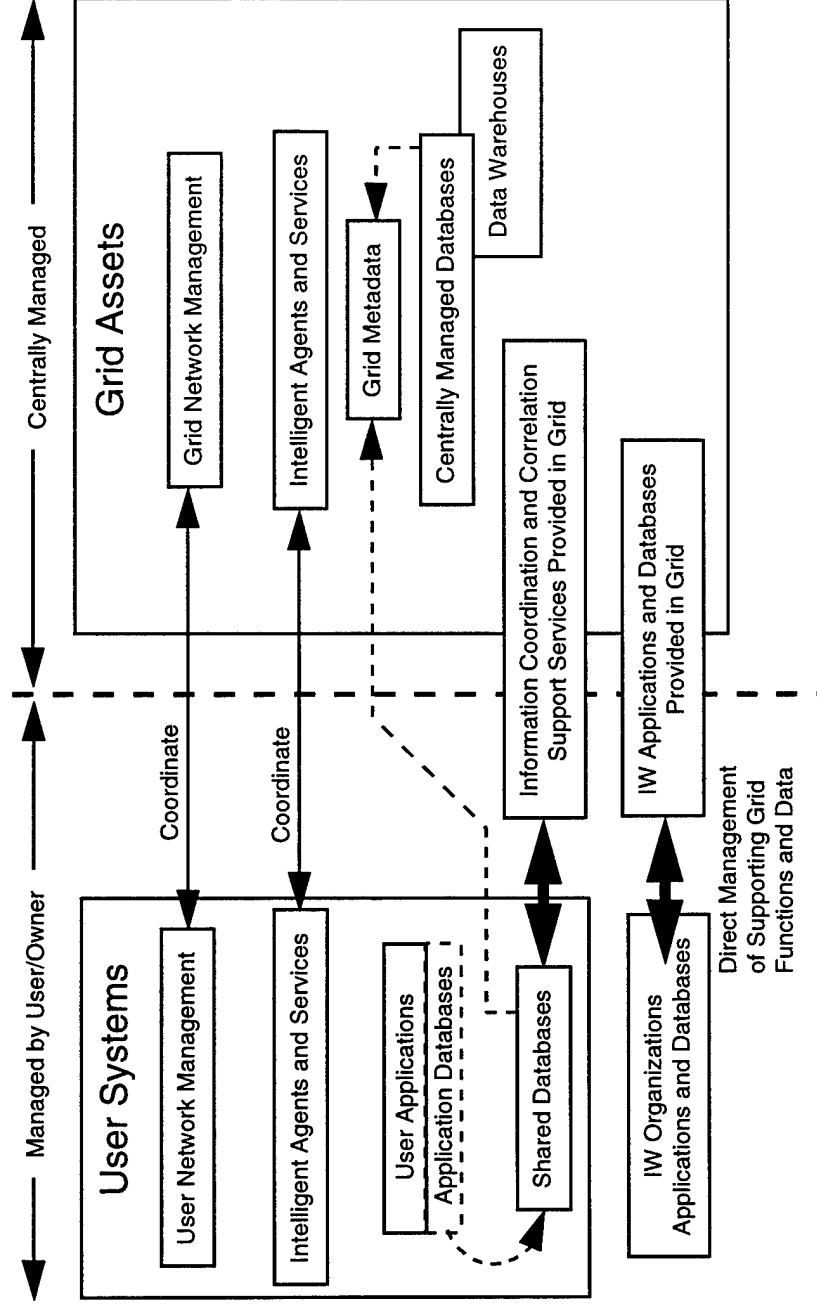 Managed by User/Owner
Centrally Managed
User Systems
User Network Management
Intelligent Agents and Services
User Applications
Application Databases
Shared Databases
IW Organizations
Applications and Databases
Coordinate
Coordinate
Direct Management
of Supporting Grid
Functions and Data
Grid Assets
Grid Network Management
Intelligent Agents and Services
Grid Metadata
Centrally Managed Databases
Data Warehouses
Information Coordination and Correlation
Support Services Provided in Grid
IW Applications and Databases
Provided in Grid